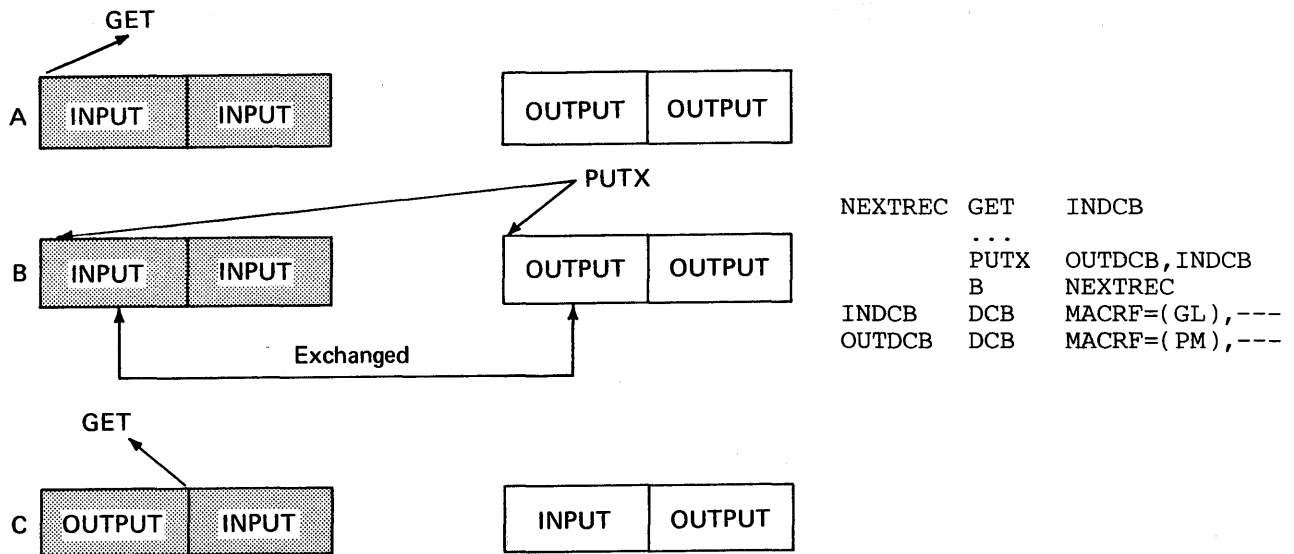 GET
A INPUT INPUT OUTPUT OUTPUT
PUTX
B INPUT INPUT OUTPUT OUTPUT
Exchanged
GET
C OUTPUT INPUT INPUT OUTPUT
NEXTREC GET INDCB
...
PUTX OUTDCB,INDCB
B NEXTREC
INDCB DCB MACRF=(GL),---
OUTDCB DCB MACRF=(PM),---